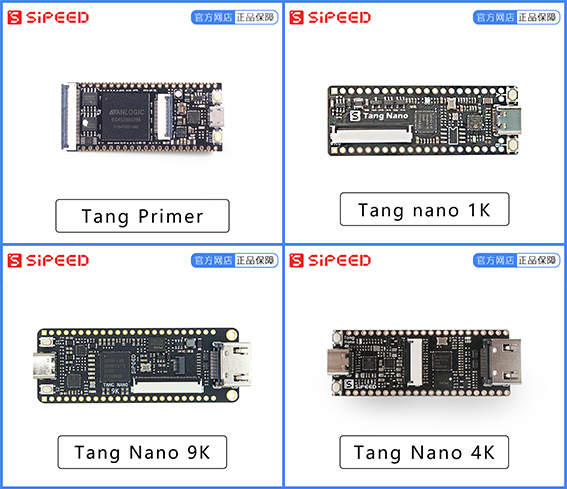 SiPEED
官方网店 正品保障
SiPEED
官方网店 正品保障
ANLOGIC
Tang Nano
Tang Primer
Tang nano 1K
SiPEED
官方网店 正品保障
SiPEED
官方网店 正品保障
TANG NANO
9K
SiPEED
Tang Nano 9K
Tang Nano 4K